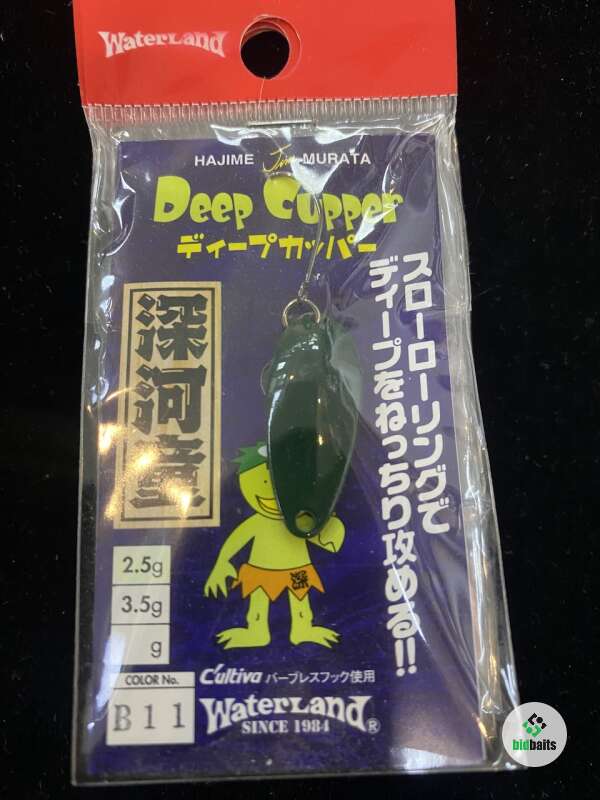 WaterLand
HAJIME Jim MURATA
Deep Cupper
ディープカッパー
スローローリングで
ディープをねっちり攻める!!
深河童
深
2.5g
3.5g
g
COLOR No.
B11
C'ultiva バーブレスフック使用
WaterLand®
SINCE 1984
bidbaits